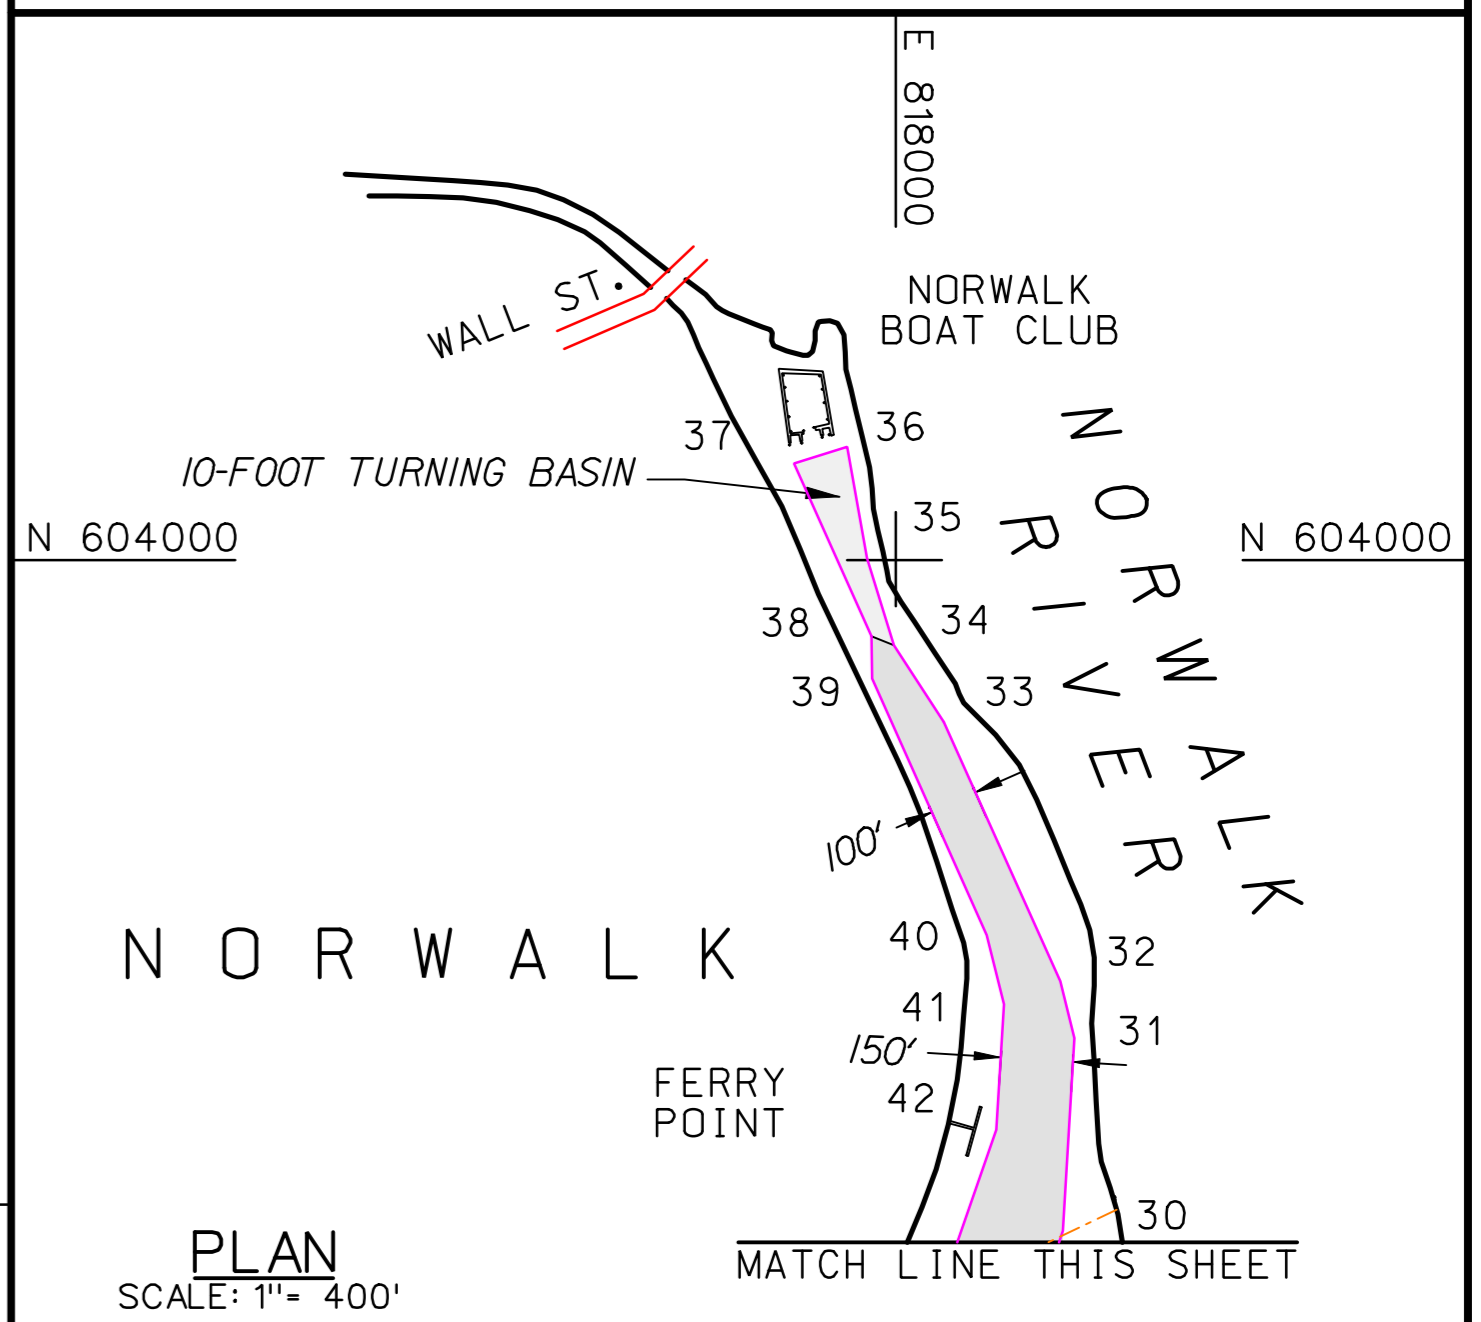 E 818000
WALL ST.
NORWALK
BOAT CLUB
37
36
10-FOOT TURNING BASIN
35
N 604000
N 604000
NORWALK
RIVER
38
34
39
33
100'
40
32
NORWALK
41
31
150'
FERRY
POINT
42
30
MATCH LINE THIS SHEET
PLAN
SCALE: 1"= 400'